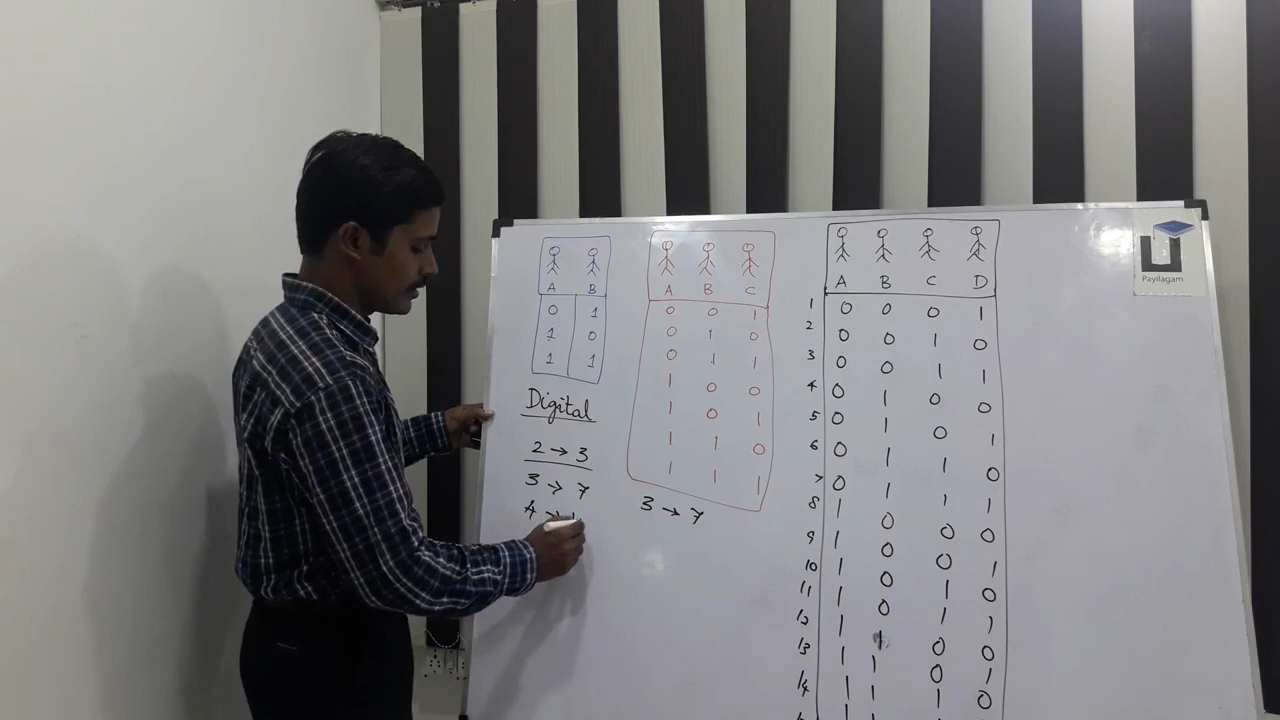 A B
0 1
1 0
1 1
Digital
2 → 3
3 → 7
4 →
A B C
0 0 1
0 1 0
0 1 1
1 0 0
1 0 1
1 1 0
1 1 1
3 → 7
A B C D
1 0 0 0 1
2 0 0 1 0
3 0 0 1 1
4 0 1 0 0
5 0 1 0 1
6 0 1 1 0
7 0 1 1 1
8 1 0 0 0
9 1 0 0 1
10 1 0 1 0
11 1 0 1 1
12 1 1 0 0
13 1 1 0 1
14 1 1 1 0
Payilagam